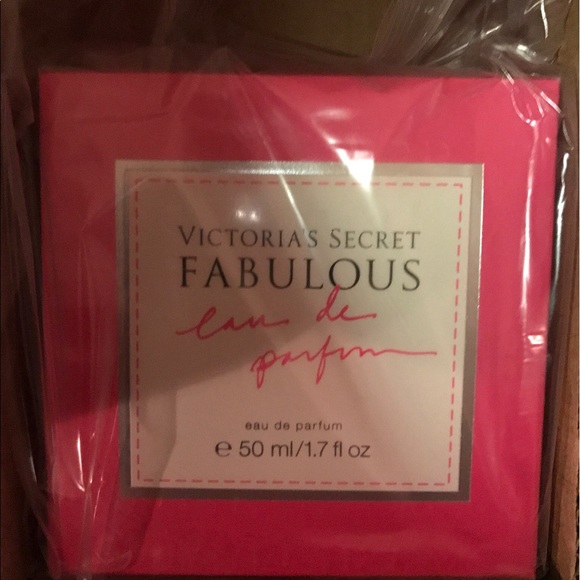 VICTORIA'S SECRET
FABULOUS
eau de
parfum
eau de parfum
℮ 50 ml/1.7 fl oz